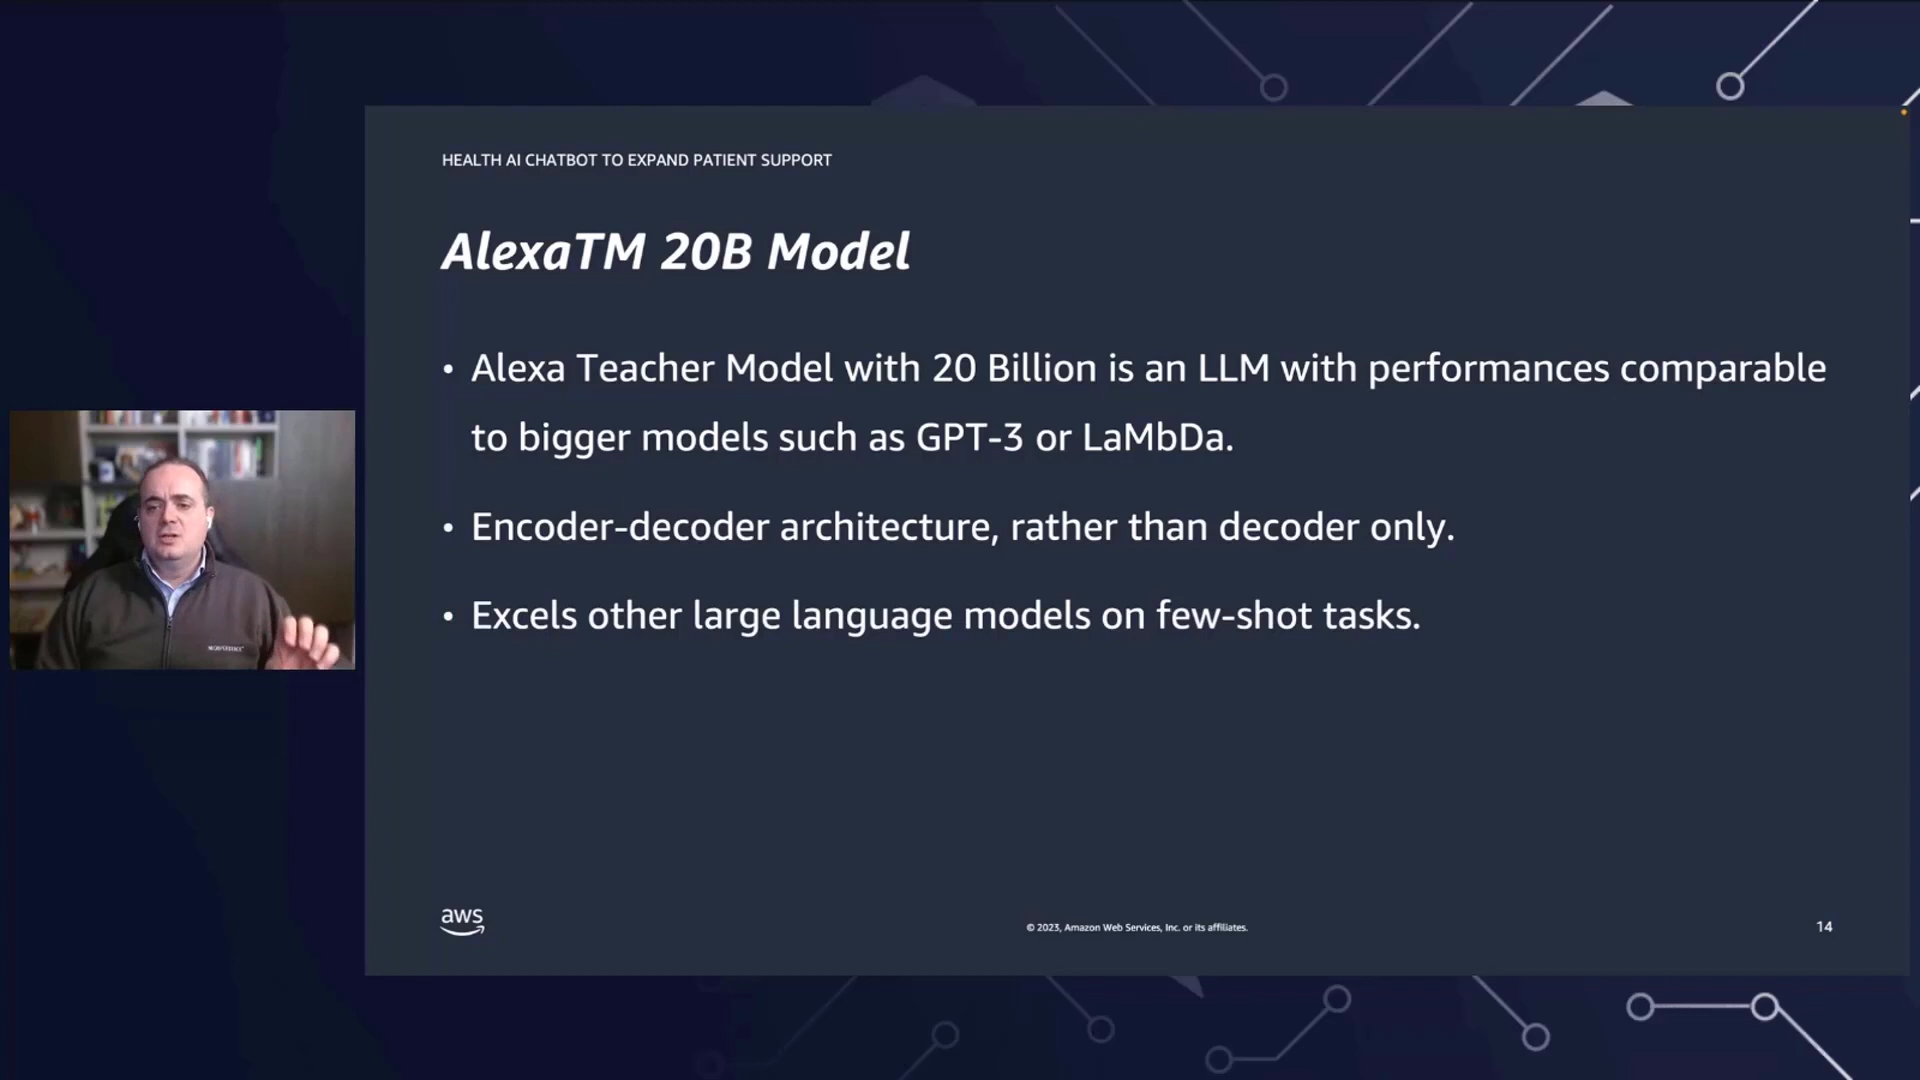 HEALTH AI CHATBOT TO EXPAND PATIENT SUPPORT
AlexaTM 20B Model
• Alexa Teacher Model with 20 Billion is an LLM with performances comparable
to bigger models such as GPT-3 or LaMbDa.
• Encoder-decoder architecture, rather than decoder only.
• Excels other large language models on few-shot tasks.
aws
© 2023, Amazon Web Services, Inc. or its affiliates.
14